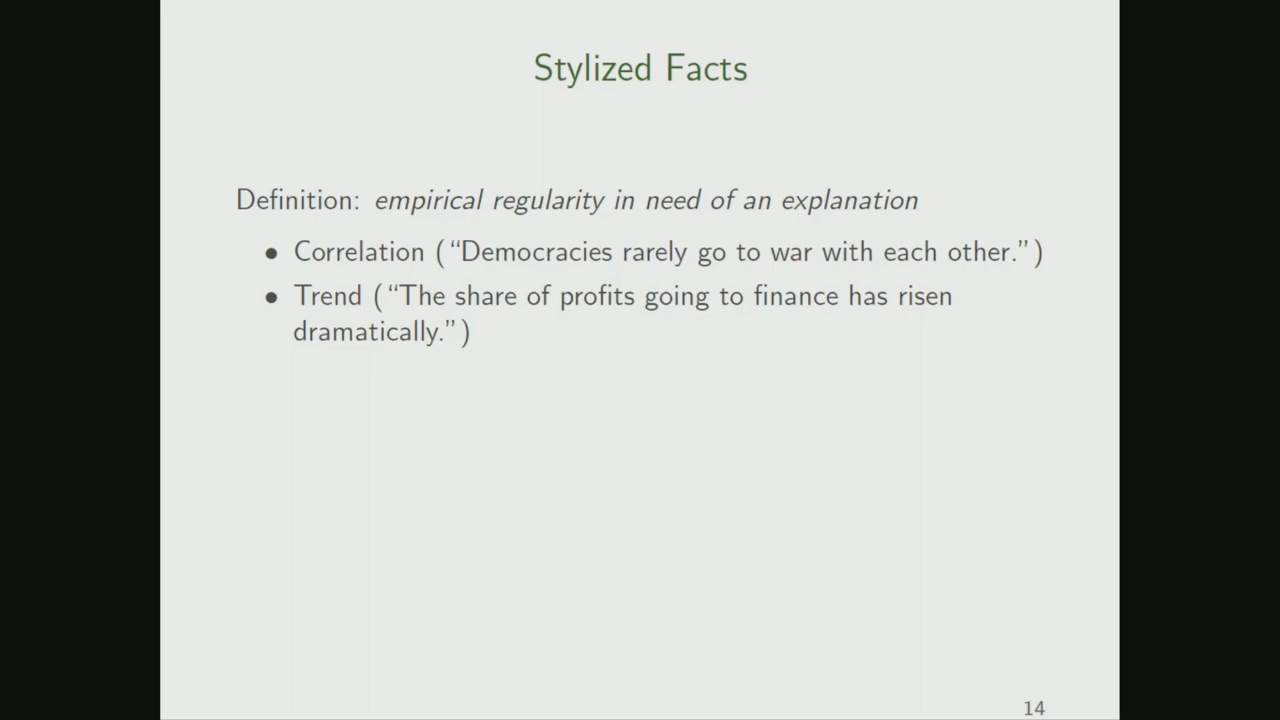 Stylized Facts
Definition: empirical regularity in need of an explanation
• Correlation (“Democracies rarely go to war with each other.”)
• Trend (“The share of profits going to finance has risen
dramatically.”)
14